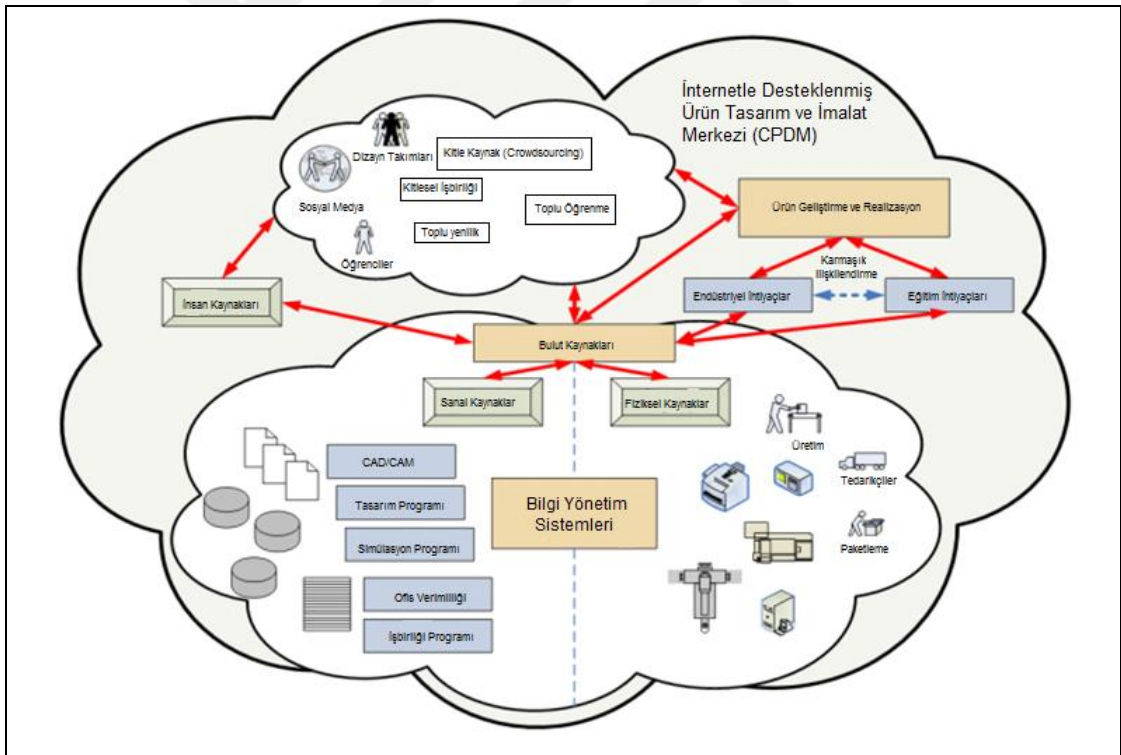 İnternetle Desteklenmiş
Ürün Tasarım ve İmalat
Merkezi (CPDM)
Dizayn Takımları
Kitle Kaynak (Crowdsourcing)
Kitlesel İşbirliği
Sosyal Medya
Toplu Öğrenme
Toplu yenilik
Öğrenciler
Ürün Geliştirme ve Realizasyon
Karmaşık
ilişkilendirme
İnsan Kaynakları
Endüstriyel İhtiyaçlar
Eğitim İhtiyaçları
Bulut Kaynakları
Sanal Kaynaklar
Fiziksel Kaynaklar
Üretim
CAD/CAM
Tedarikçiler
Tasarım Programı
Bilgi Yönetim
Sistemleri
Simülasyon Programı
Paketleme
Ofis Verimliliği
İşbirliği Programı